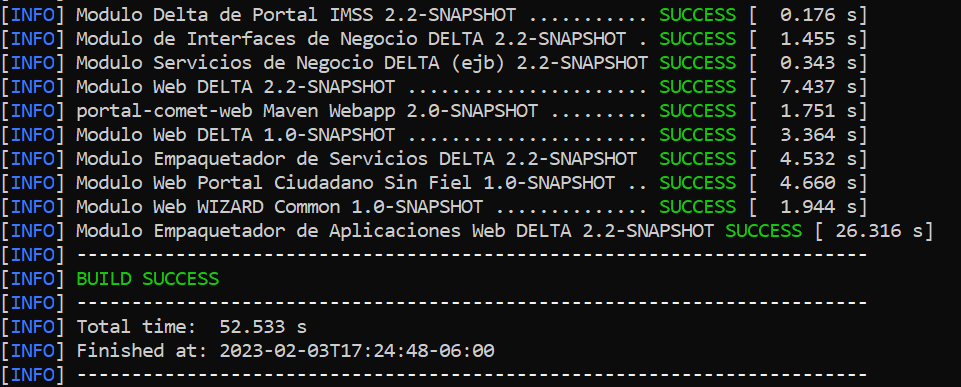 [INFO] Modulo Delta de Portal IMSS 2.2-SNAPSHOT ........... SUCCESS [  0.176 s]
[INFO] Modulo de Interfaces de Negocio DELTA 2.2-SNAPSHOT . SUCCESS [  1.455 s]
[INFO] Modulo Servicios de Negocio DELTA (ejb) 2.2-SNAPSHOT SUCCESS [  0.343 s]
[INFO] Modulo Web DELTA 2.2-SNAPSHOT ...................... SUCCESS [  7.437 s]
[INFO] portal-comet-web Maven Webapp 2.0-SNAPSHOT ......... SUCCESS [  1.751 s]
[INFO] Modulo Web DELTA 1.0-SNAPSHOT ...................... SUCCESS [  3.364 s]
[INFO] Modulo Empaquetador de Servicios DELTA 2.2-SNAPSHOT  SUCCESS [  4.532 s]
[INFO] Modulo Web Portal Ciudadano Sin Fiel 1.0-SNAPSHOT .. SUCCESS [  4.660 s]
[INFO] Modulo Web WIZARD Common 1.0-SNAPSHOT .............. SUCCESS [  1.944 s]
[INFO] Modulo Empaquetador de Aplicaciones Web DELTA 2.2-SNAPSHOT SUCCESS [ 26.316 s]
[INFO] ------------------------------------------------------------------------
[INFO] BUILD SUCCESS
[INFO] ------------------------------------------------------------------------
[INFO] Total time:  52.533 s
[INFO] Finished at: 2023-02-03T17:24:48-06:00
[INFO] ------------------------------------------------------------------------